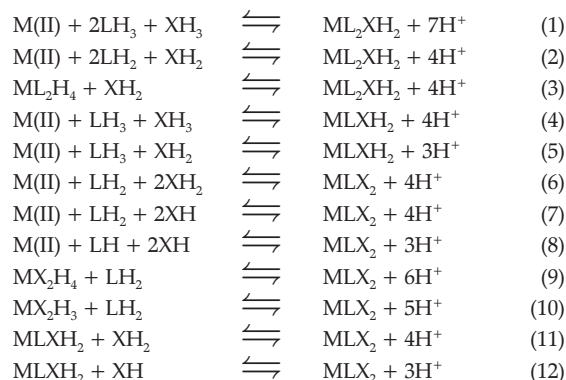 M(II) + 2LH₃ + XH₃ ⇌ ML₂XH₂ + 7H⁺ (1)
M(II) + 2LH₂ + XH₂ ⇌ ML₂XH₂ + 4H⁺ (2)
ML₂H₄ + XH₂ ⇌ ML₂XH₂ + 4H⁺ (3)
M(II) + LH₃ + XH₃ ⇌ MLXH₂ + 4H⁺ (4)
M(II) + LH₃ + XH₂ ⇌ MLXH₂ + 3H⁺ (5)
M(II) + LH₂ + 2XH₂ ⇌ MLX₂ + 4H⁺ (6)
M(II) + LH₂ + 2XH ⇌ MLX₂ + 4H⁺ (7)
M(II) + LH + 2XH ⇌ MLX₂ + 3H⁺ (8)
MX₂H₄ + LH₂ ⇌ MLX₂ + 6H⁺ (9)
MX₂H₃ + LH₂ ⇌ MLX₂ + 5H⁺ (10)
MLXH₂ + XH₂ ⇌ MLX₂ + 4H⁺ (11)
MLXH₂ + XH ⇌ MLX₂ + 3H⁺ (12)